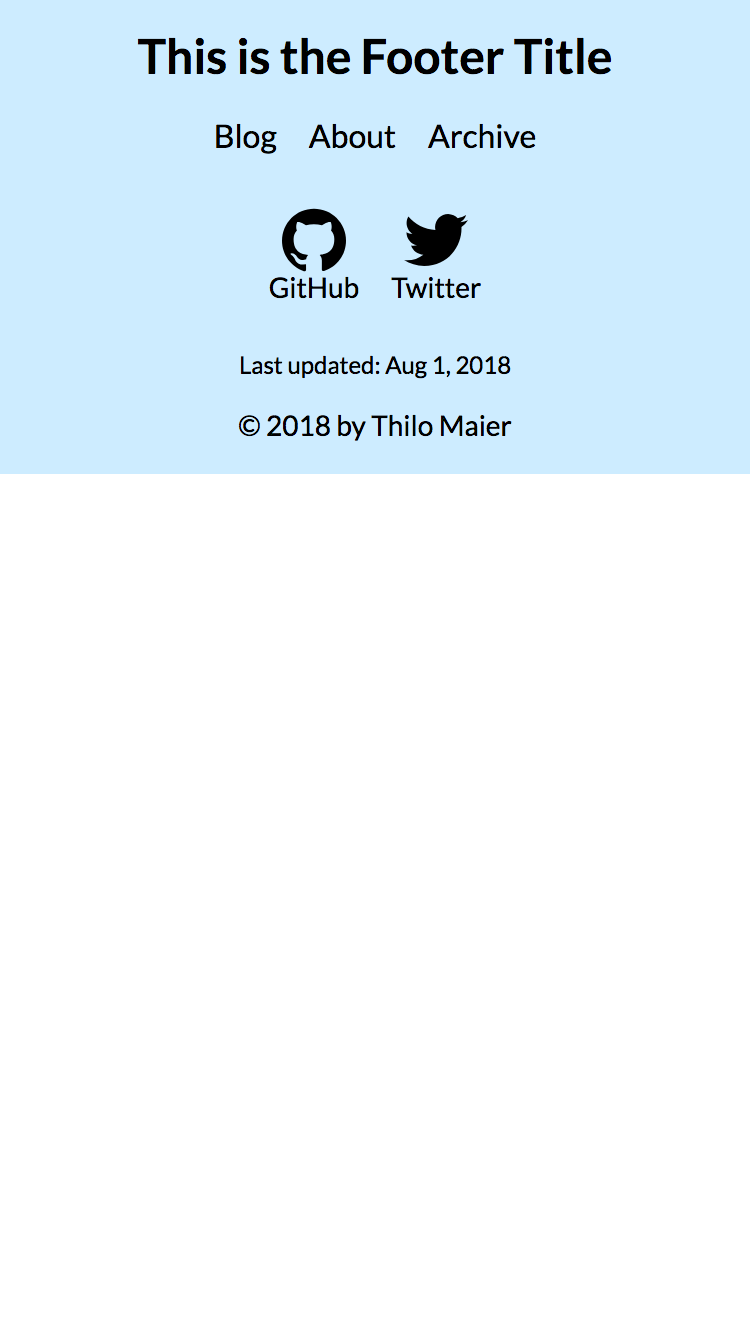 This is the Footer Title
Blog About Archive
GitHub Twitter
Last updated: Aug 1, 2018
© 2018 by Thilo Maier